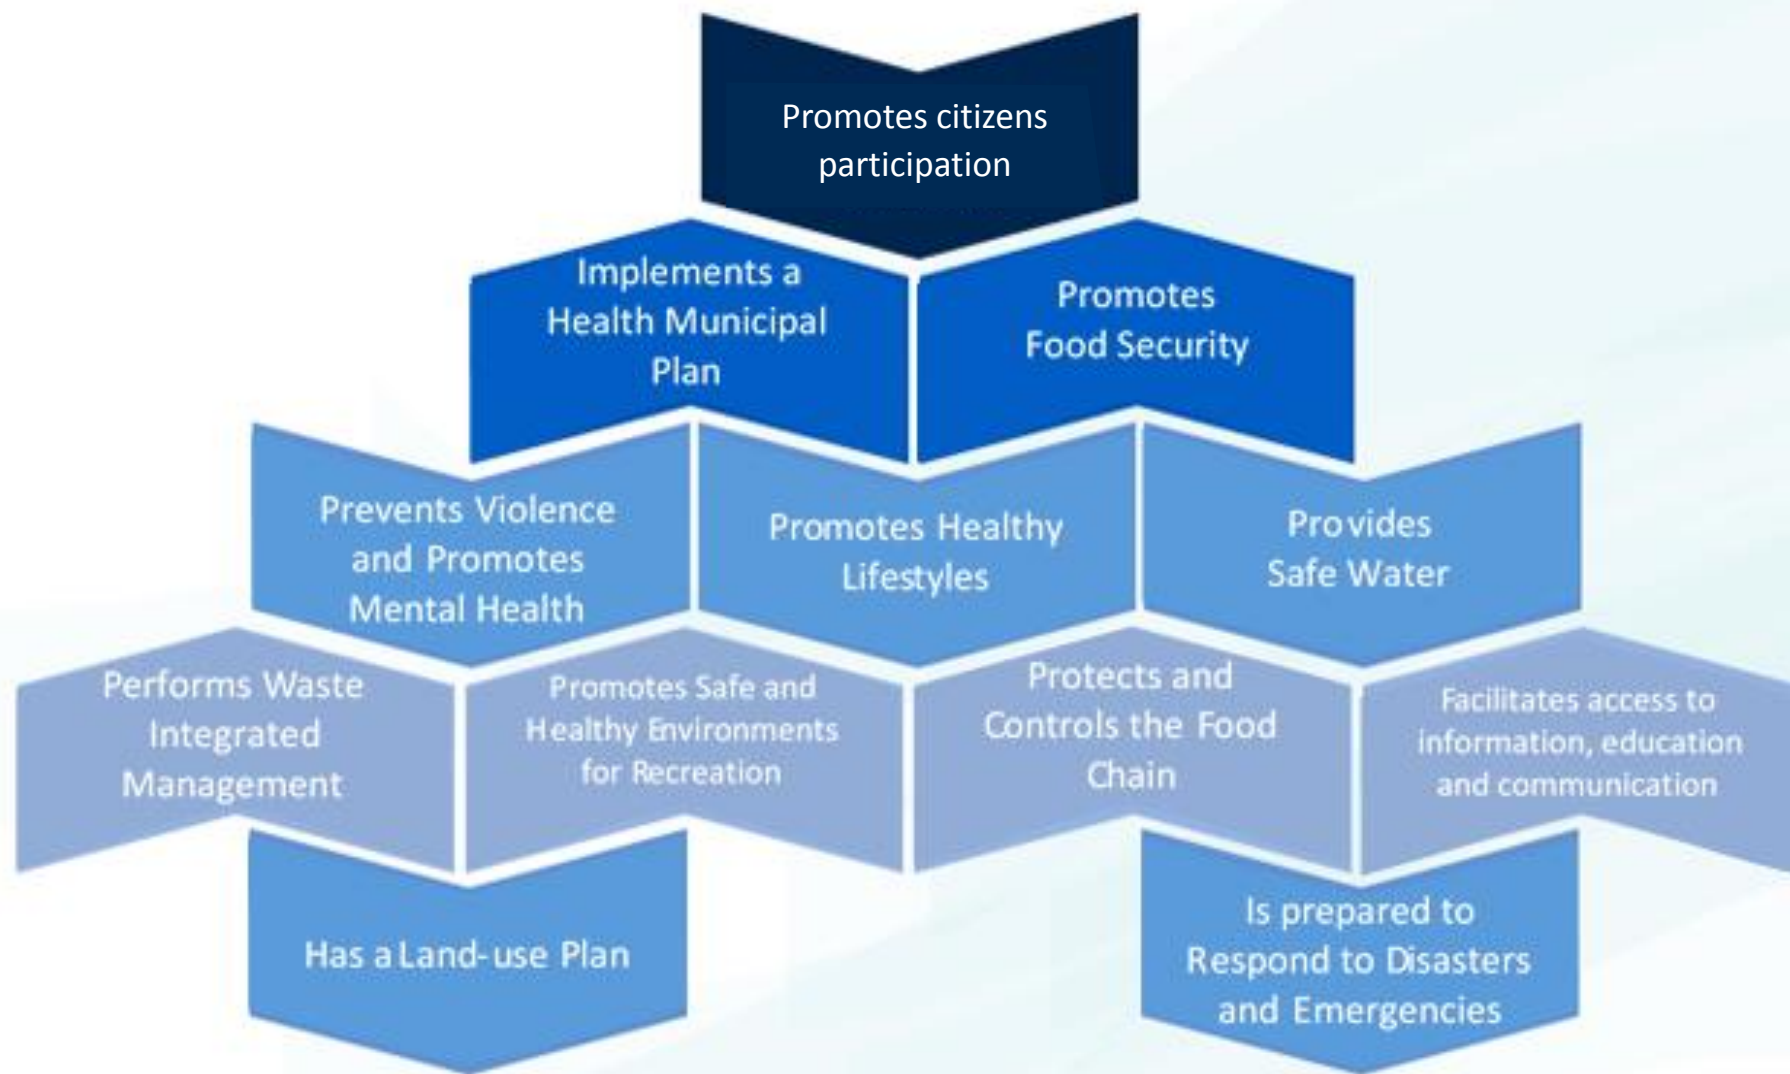 Promotes citizens
participation
Implements a
Health Municipal
Plan
Promotes
Food Security
Prevents Violence
and Promotes
Mental Health
Promotes Healthy
Lifestyles
Provides
Safe Water
Performs Waste
Integrated
Management
Promotes Safe and
Healthy Environments
for Recreation
Protects and
Controls the Food
Chain
Facilitates access to
information, education
and communication
Has a Land-use Plan
Is prepared to
Respond to Disasters
and Emergencies